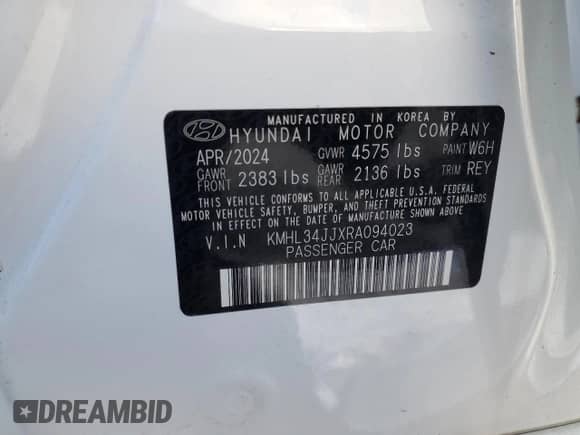 MANUFACTURED IN KOREA BY
HYUNDAI MOTOR COMPANY
APR/2024 GVWR 4575 lbs PAINT W6H
GAWR FRONT 2383 lbs GAWR REAR 2136 lbs TRIM REY
THIS VEHICLE CONFORMS TO ALL APPLICABLE U.S.A. FEDERAL
MOTOR VEHICLE SAFETY, BUMPER, AND THEFT PREVENTION STANDARDS
IN EFFECT ON THE DATE OF MANUFACTURE SHOWN ABOVE.
V.I.N KMHL34JJXRA094023
PASSENGER CAR
DREAMBID